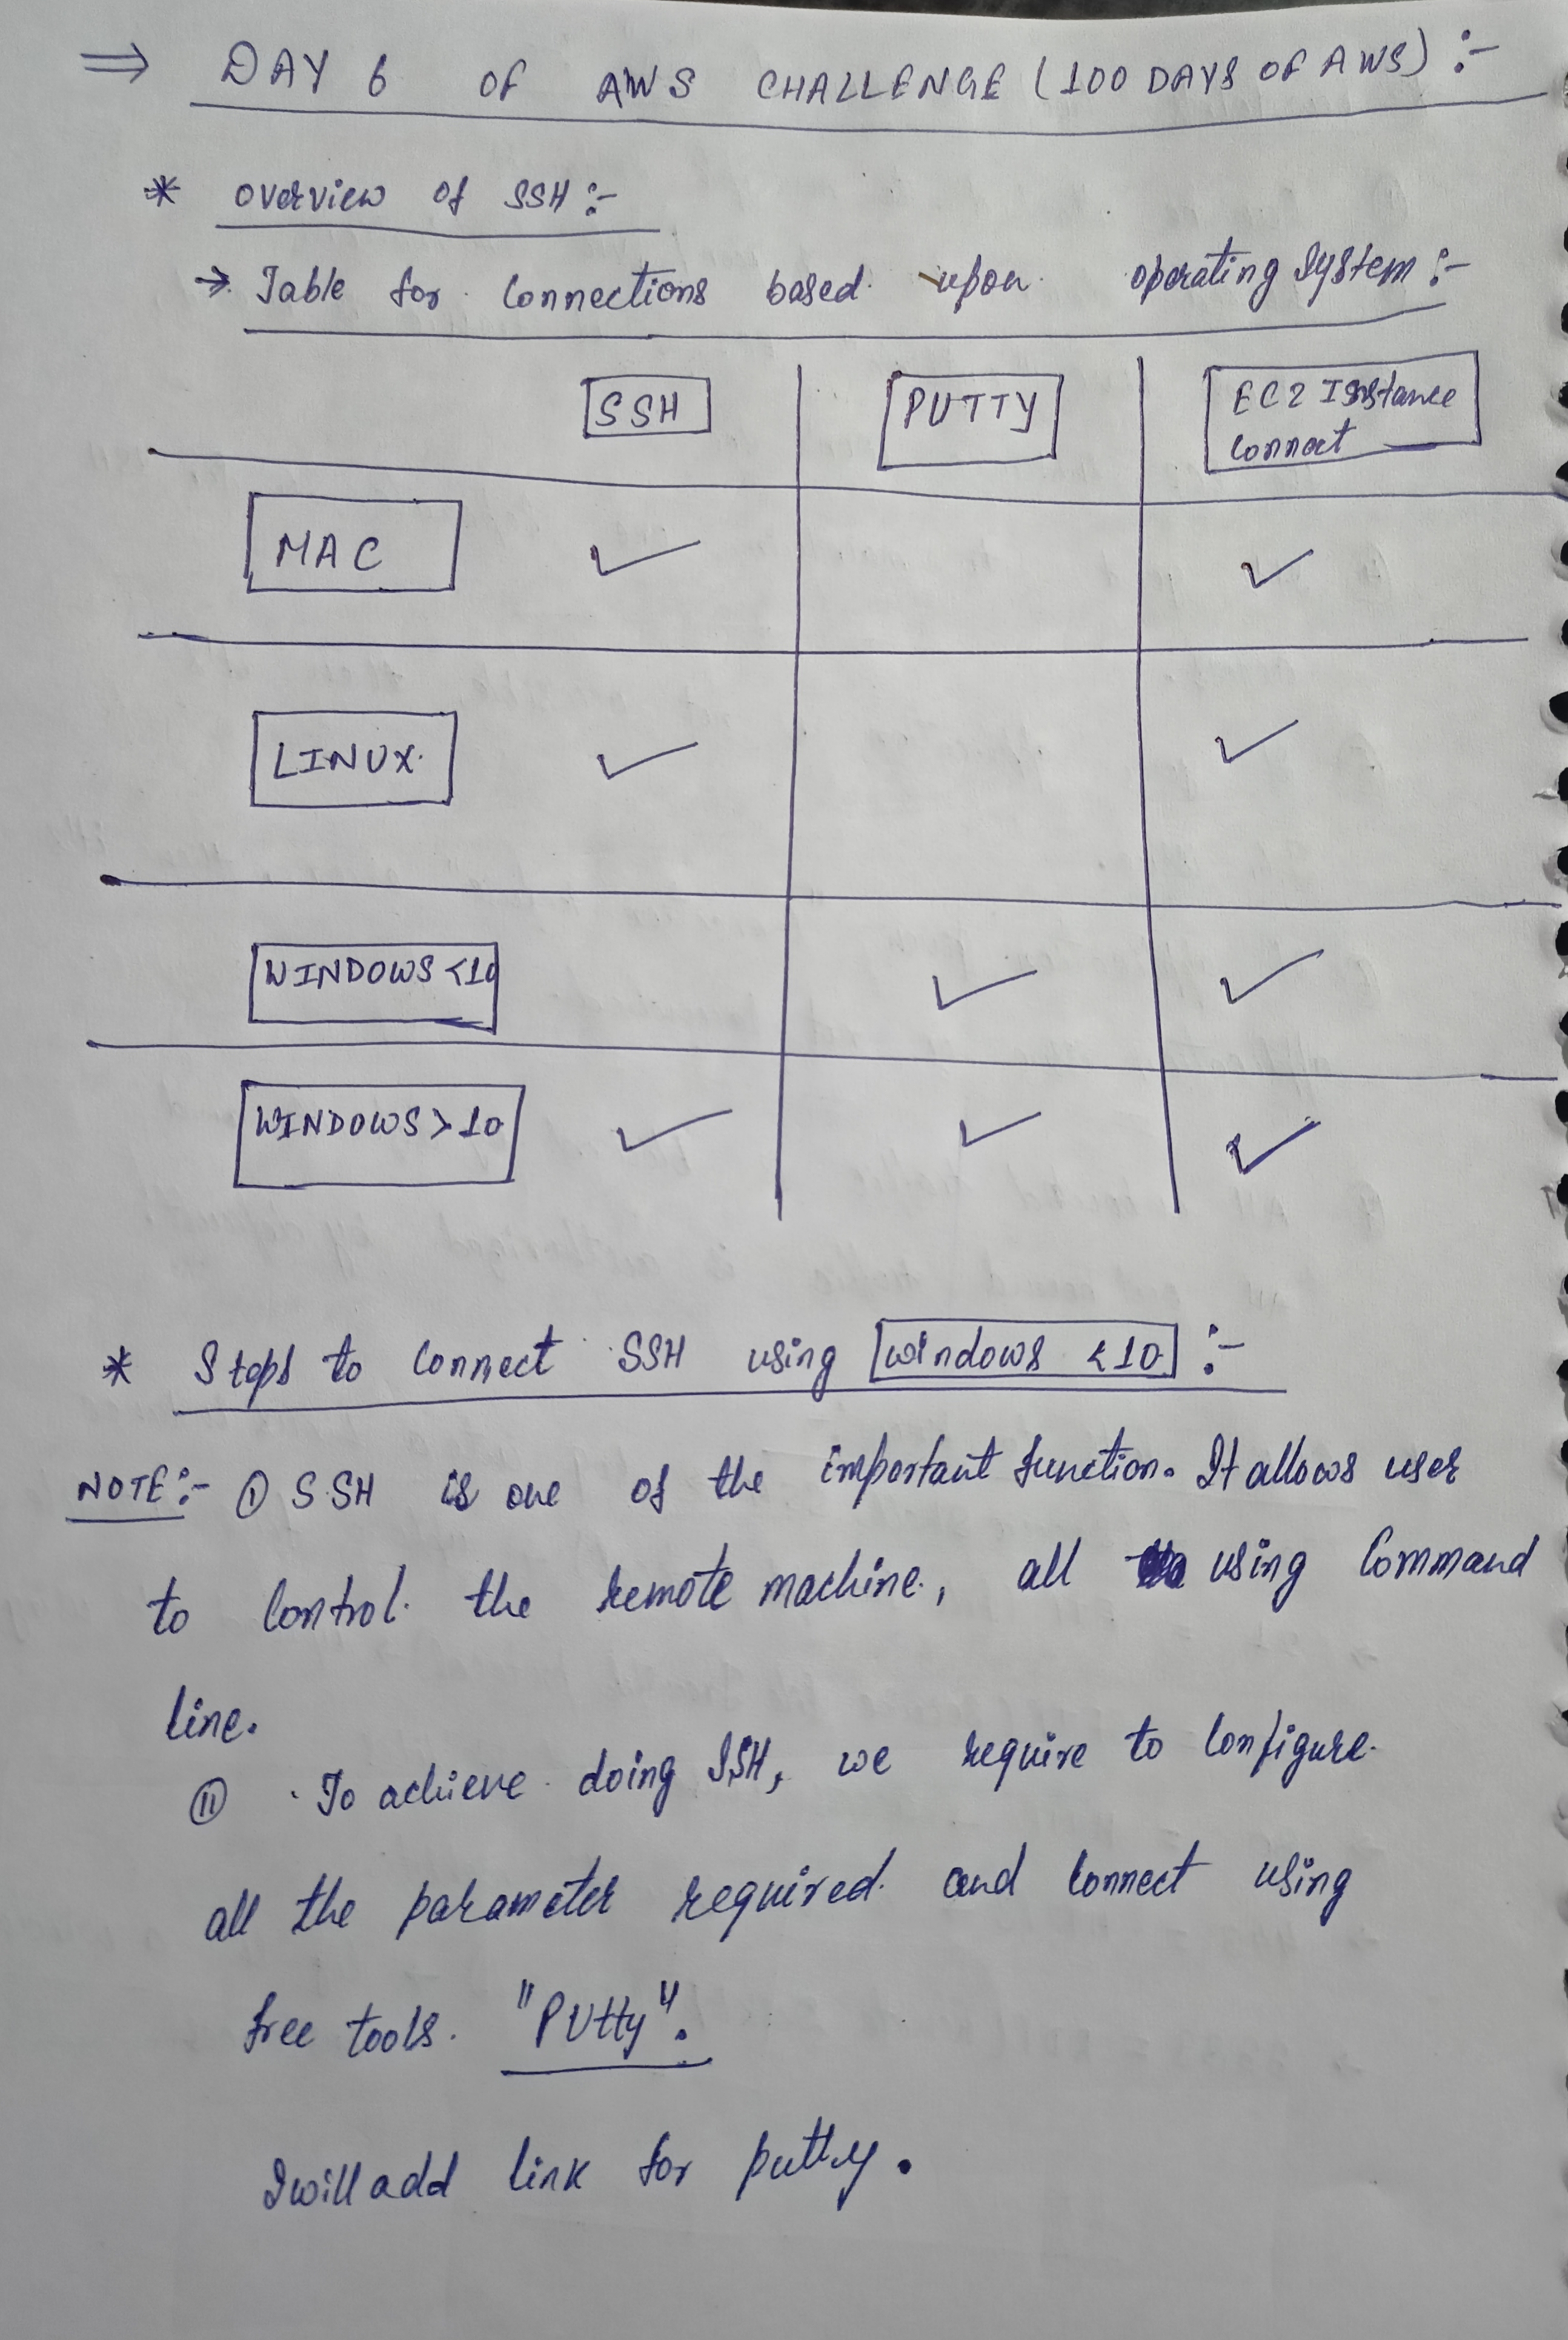 ⇒ DAY 6 OF AWS CHALLENGE (100 DAYS OF AWS) :-
* Overview of SSH :-
→ Table for connections based upon operating System :-
SSH PUTTY EC2 Instance
Connect
MAC ✓ ✓
LINUX ✓ ✓
WINDOWS <10 ✓ ✓
WINDOWS >10 ✓ ✓ ✓
* Steps to connect SSH using windows <10 :-
NOTE :- (I) SSH is one of the important function. It allows user
to control the remote machine, all using Command
line.
(II) To achieve doing SSH, we require to configure
all the parameter required and connect using
free tools "PUtty".
I will add link for putty.